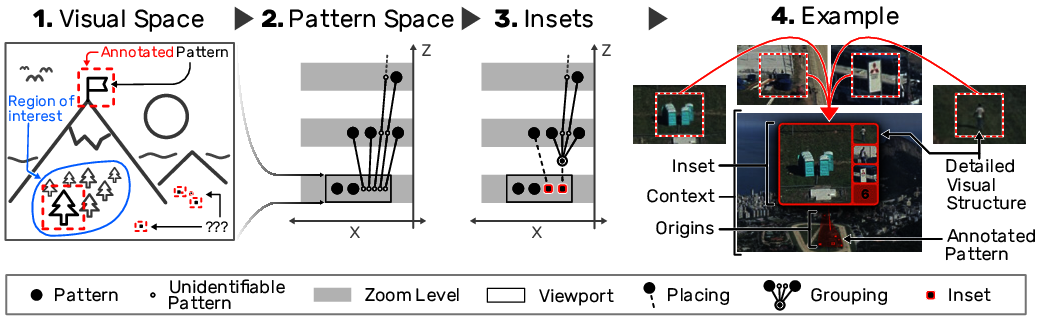 1. Visual Space
2. Pattern Space
3. Insets
4. Example
Annotated Pattern
Region of
interest
???
Z
X
Z
X
Inset
Context
Origins
6
Detailed
Visual
Structure
Annotated
Pattern
Pattern
Unidentifiable
Pattern
Zoom Level
Viewport
Placing
Grouping
Inset